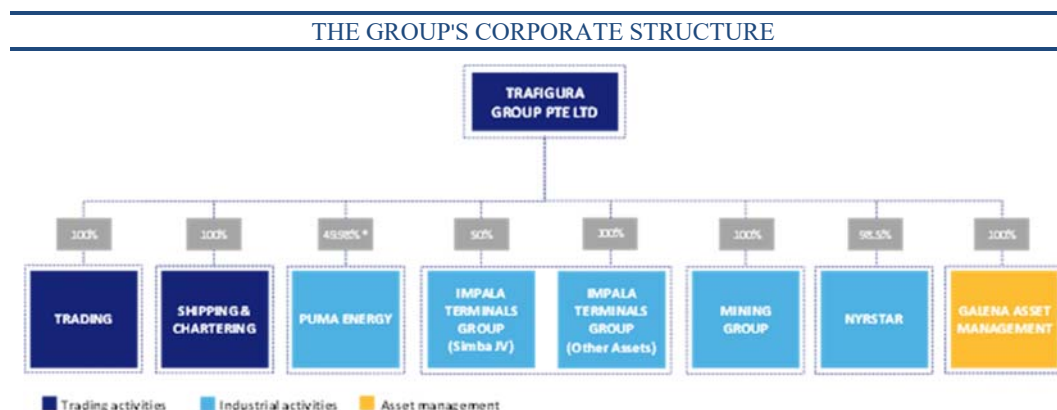 THE GROUP'S CORPORATE STRUCTURE
TRAFIGURA
GROUP PTE LTD
100%
100%
49.98% *
50%
100%
100%
98.5%
100%
TRADING
SHIPPING &
CHARTERING
PUMA ENERGY
IMPALA
TERMINALS
GROUP
(Simba JV)
IMPALA
TERMINALS
GROUP
(Other Assets)
MINING
GROUP
NYRSTAR
GALENA ASSET
MANAGEMENT
Trading activities
Industrial activities
Asset management